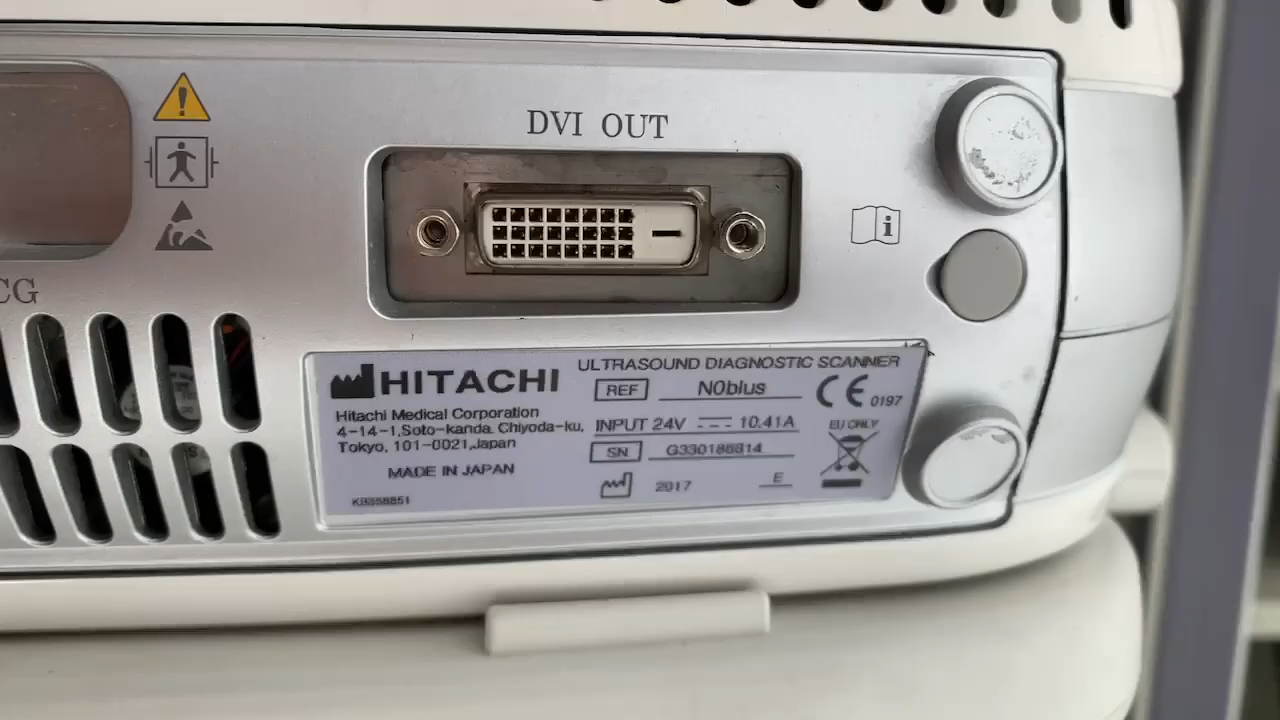 DVI OUT
CG
HITACHI
ULTRASOUND DIAGNOSTIC SCANNER
REF N0blus
CE 0197
Hitachi Medical Corporation
4-14-1,Soto-kanda, Chiyoda-ku,
Tokyo, 101-0021,Japan
MADE IN JAPAN
INPUT 24V 10.41A
EU ONLY
SN
2017 E